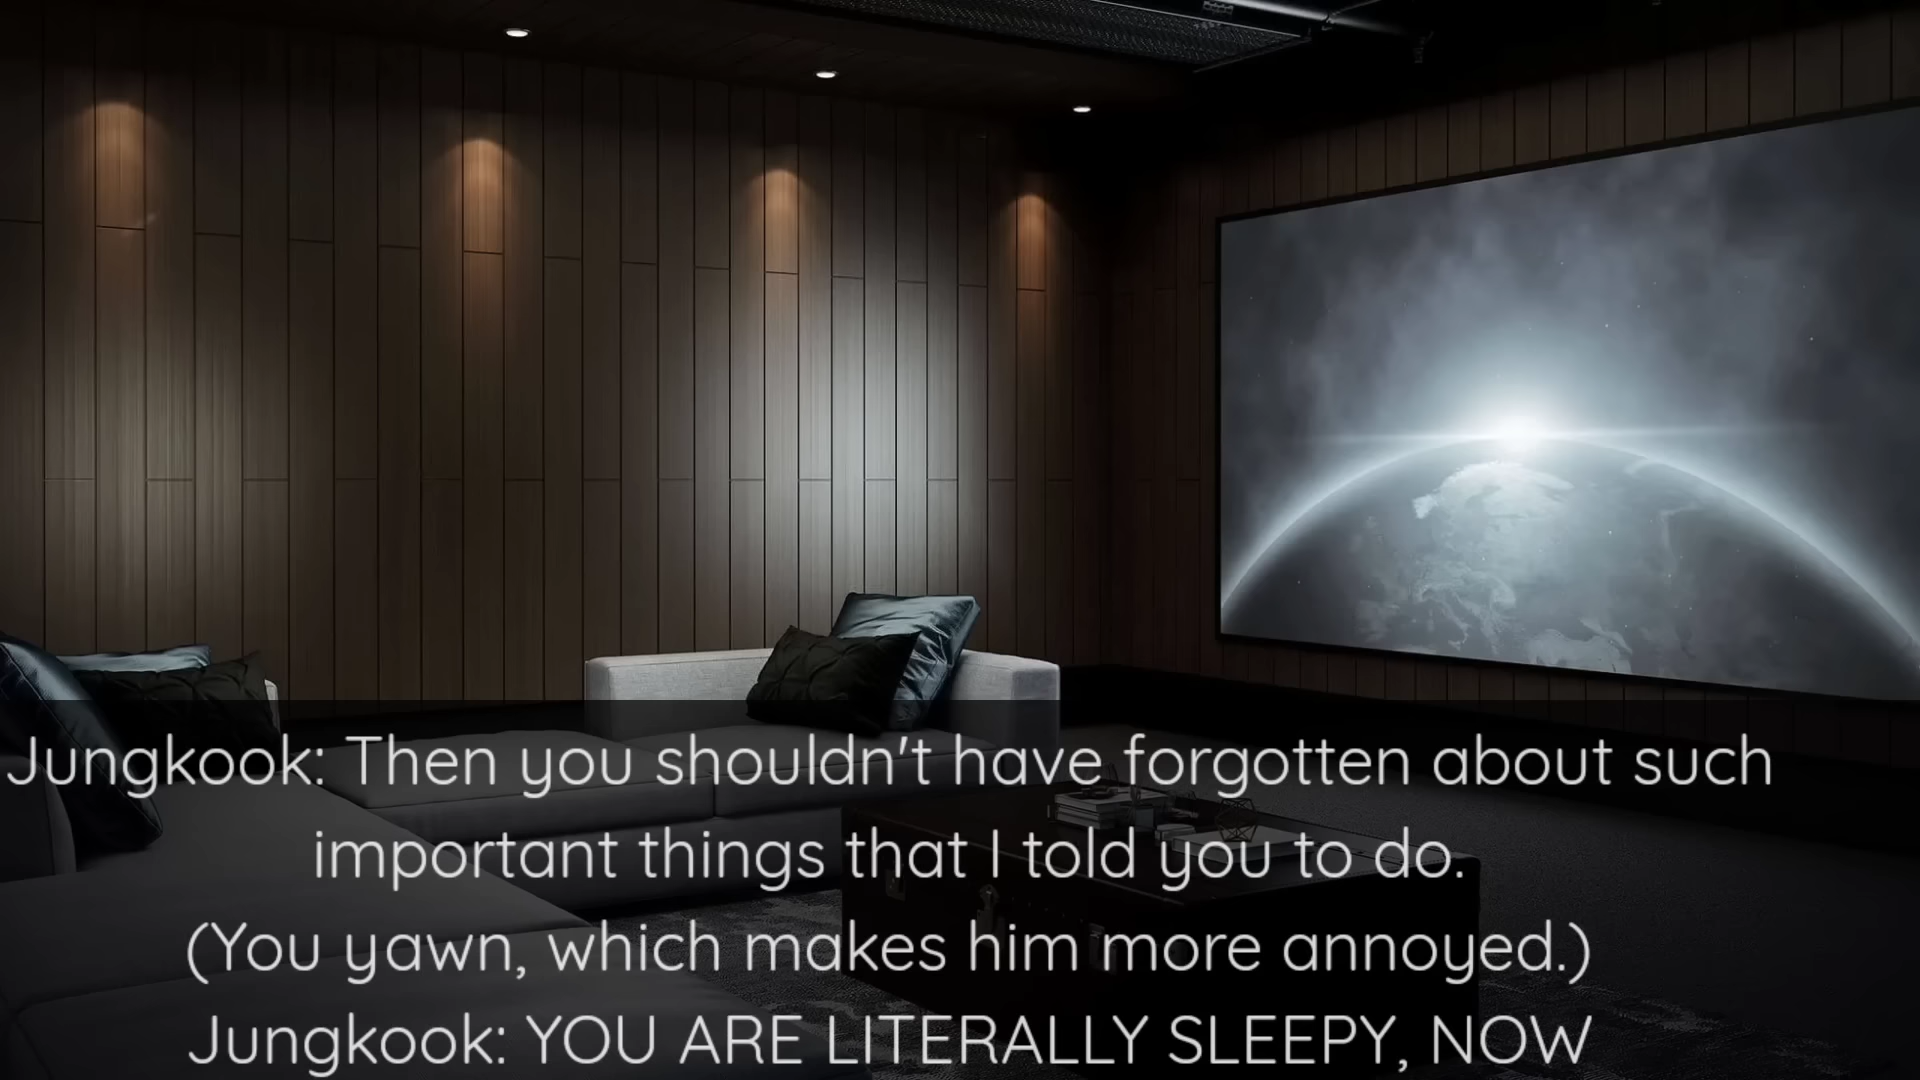 Jungkook: Then you shouldn't have forgotten about such
important things that I told you to do.
(You yawn, which makes him more annoyed.)
Jungkook: YOU ARE LITERALLY SLEEPY, NOW